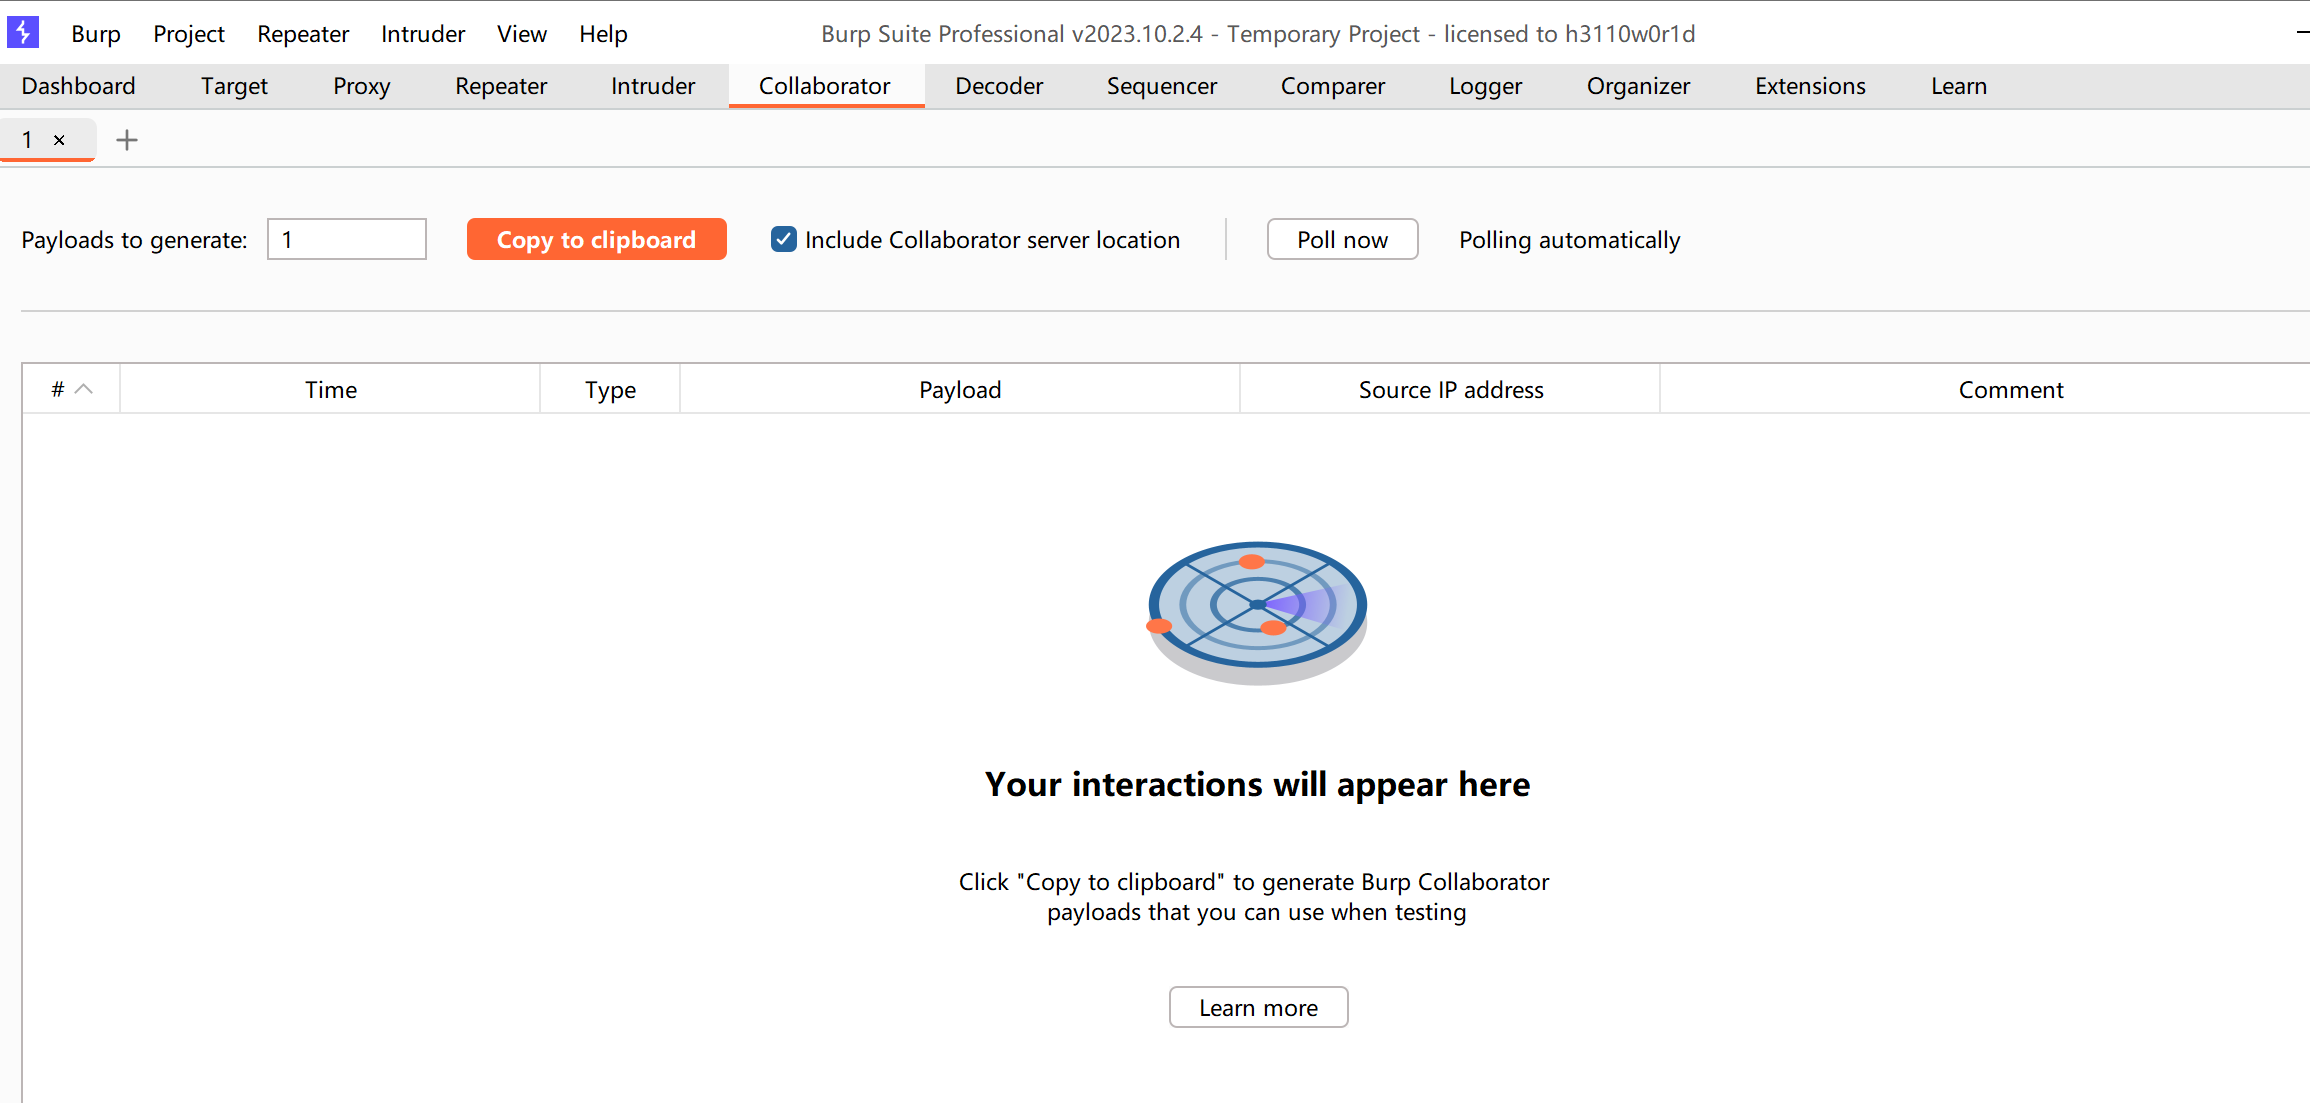 Burp Project Repeater Intruder View Help Burp Suite Professional v2023.10.2.4 - Temporary Project - licensed to h3110w0r1d
Dashboard Target Proxy Repeater Intruder Collaborator Decoder Sequencer Comparer Logger Organizer Extensions Learn
1 × +
Payloads to generate: 1 Copy to clipboard Include Collaborator server location Poll now Polling automatically
# Time Type Payload Source IP address Comment
Your interactions will appear here
Click "Copy to clipboard" to generate Burp Collaborator
payloads that you can use when testing
Learn more